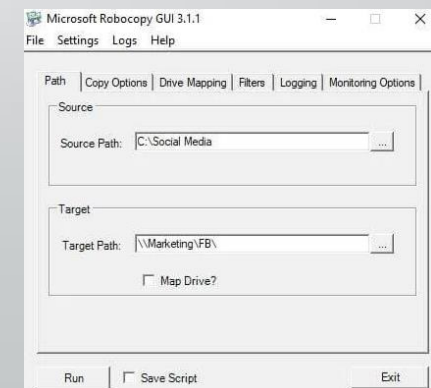 Microsoft Robocopy GUI 3.1.1
File Settings Logs Help
Path Copy Options Drive Mapping Filters Logging Monitoring Options
Source
Source Path: C:\Social Media ...
Target
Target Path: \\Marketing\FB\ ...
Map Drive?
Run Save Script Exit